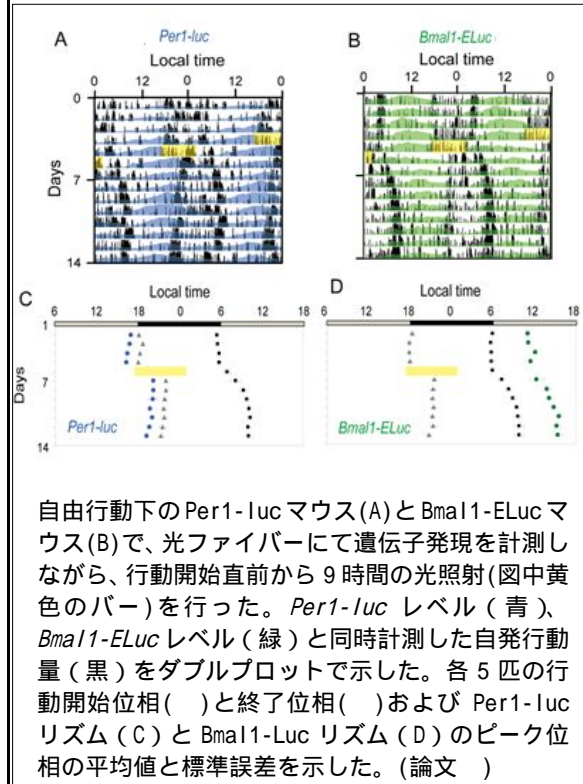 A
Per1-luc
Local time
0 12 0 12 0
0
7
14
Days
B
Bmal1-ELuc
Local time
0 12 0 12 0
C
Local time
6 12 18 0 6 12 18
1
7
14
Days
Per1-luc
D
Local time
6 12 18 0 6 12 18
Bmal1-ELuc
自由行動下のPer1-lucマウス(A)とBmal1-ELucマ
ウス(B)で、光ファイバーにて遺伝子発現を計測し
ながら、行動開始直前から9時間の光照射(図中黄
色のバー)を行った。Per1-luc レベル（青）、
Bmal1-ELucレベル（緑）と同時計測した自発行動
量（黒）をダブルプロットで示した。各5匹の行
動開始位相(　)と終了位相(　)および Per1-luc
リズム（C）とBmal1-Luc リズム（D）のピーク位
相の平均値と標準誤差を示した。(論文　)